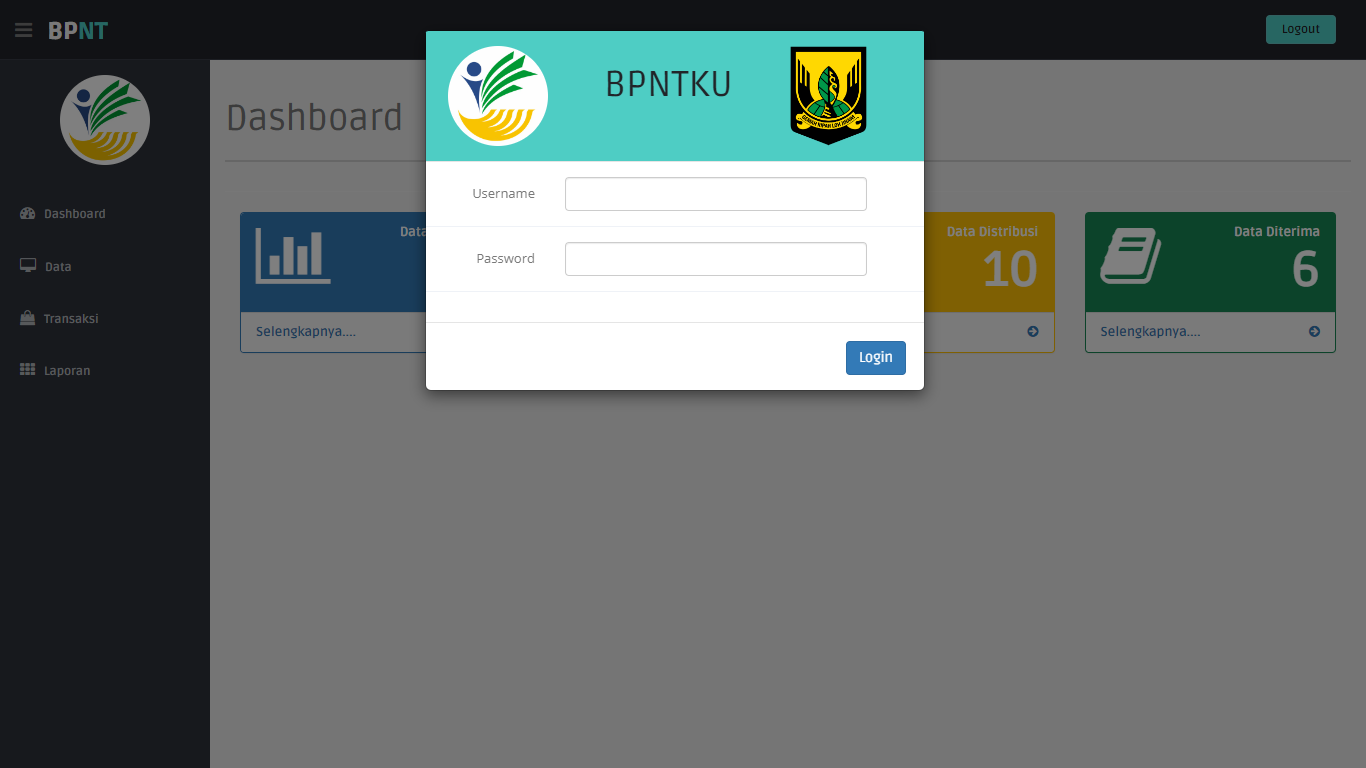 BPNT
Logout
BPNTKU
Dashboard
Username
Password
Login
Dashboard
Data
Transaksi
Laporan
Data
Selengkapnya....
Data Distribusi
10
Data Diterima
6
Selengkapnya....